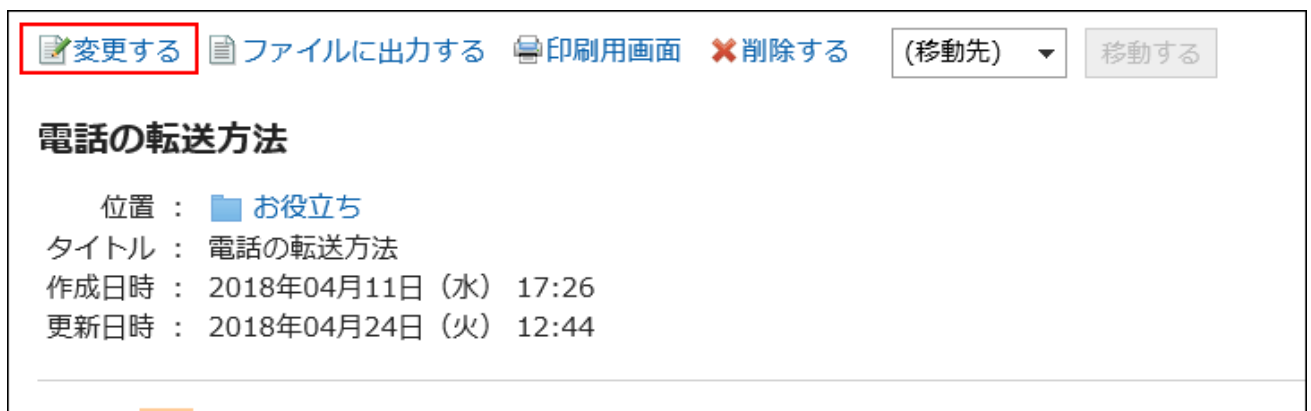 変更する ファイルに出力する 印刷用画面 削除する (移動先) 移動する
電話の転送方法
位置 : お役立ち
タイトル : 電話の転送方法
作成日時 : 2018年04月11日（水） 17:26
更新日時 : 2018年04月24日（火） 12:44